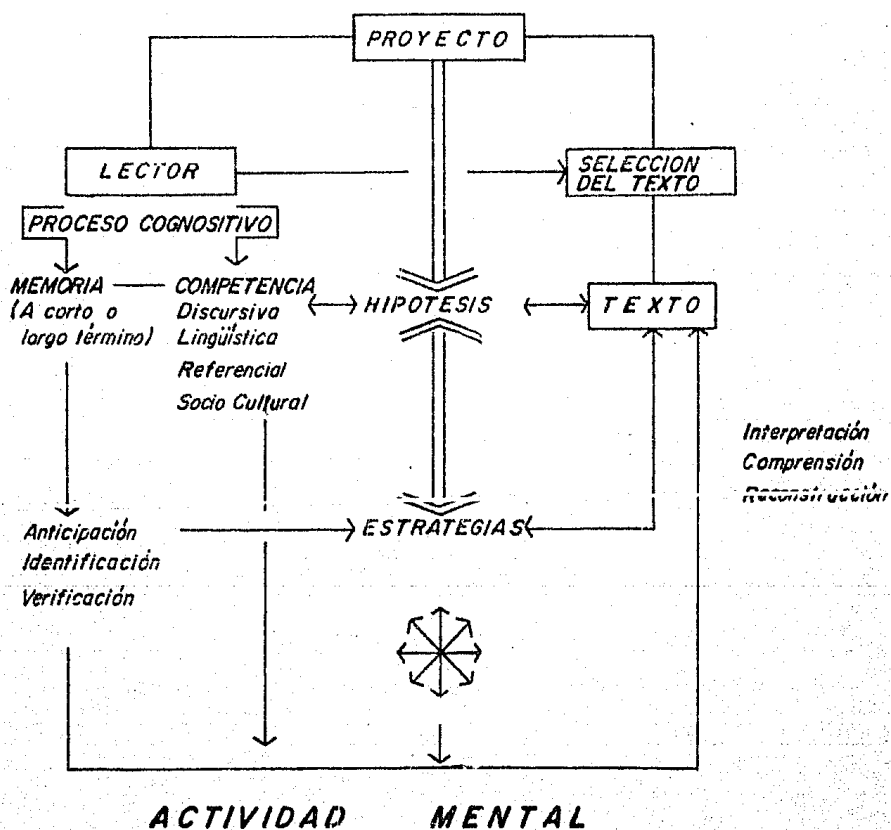 PROYECTO
LECTOR
SELECCION
DEL TEXTO
PROCESO COGNOSITIVO
MEMORIA
(A corto o
largo término)
COMPETENCIA
Discursiva
Lingüística
Referencial
Socio Cultural
HIPOTESIS
TEXTO
Interpretación
Comprensión
Reconstrucción
Anticipación
Identificación
Verificación
ESTRATEGIAS
ACTIVIDAD MENTAL